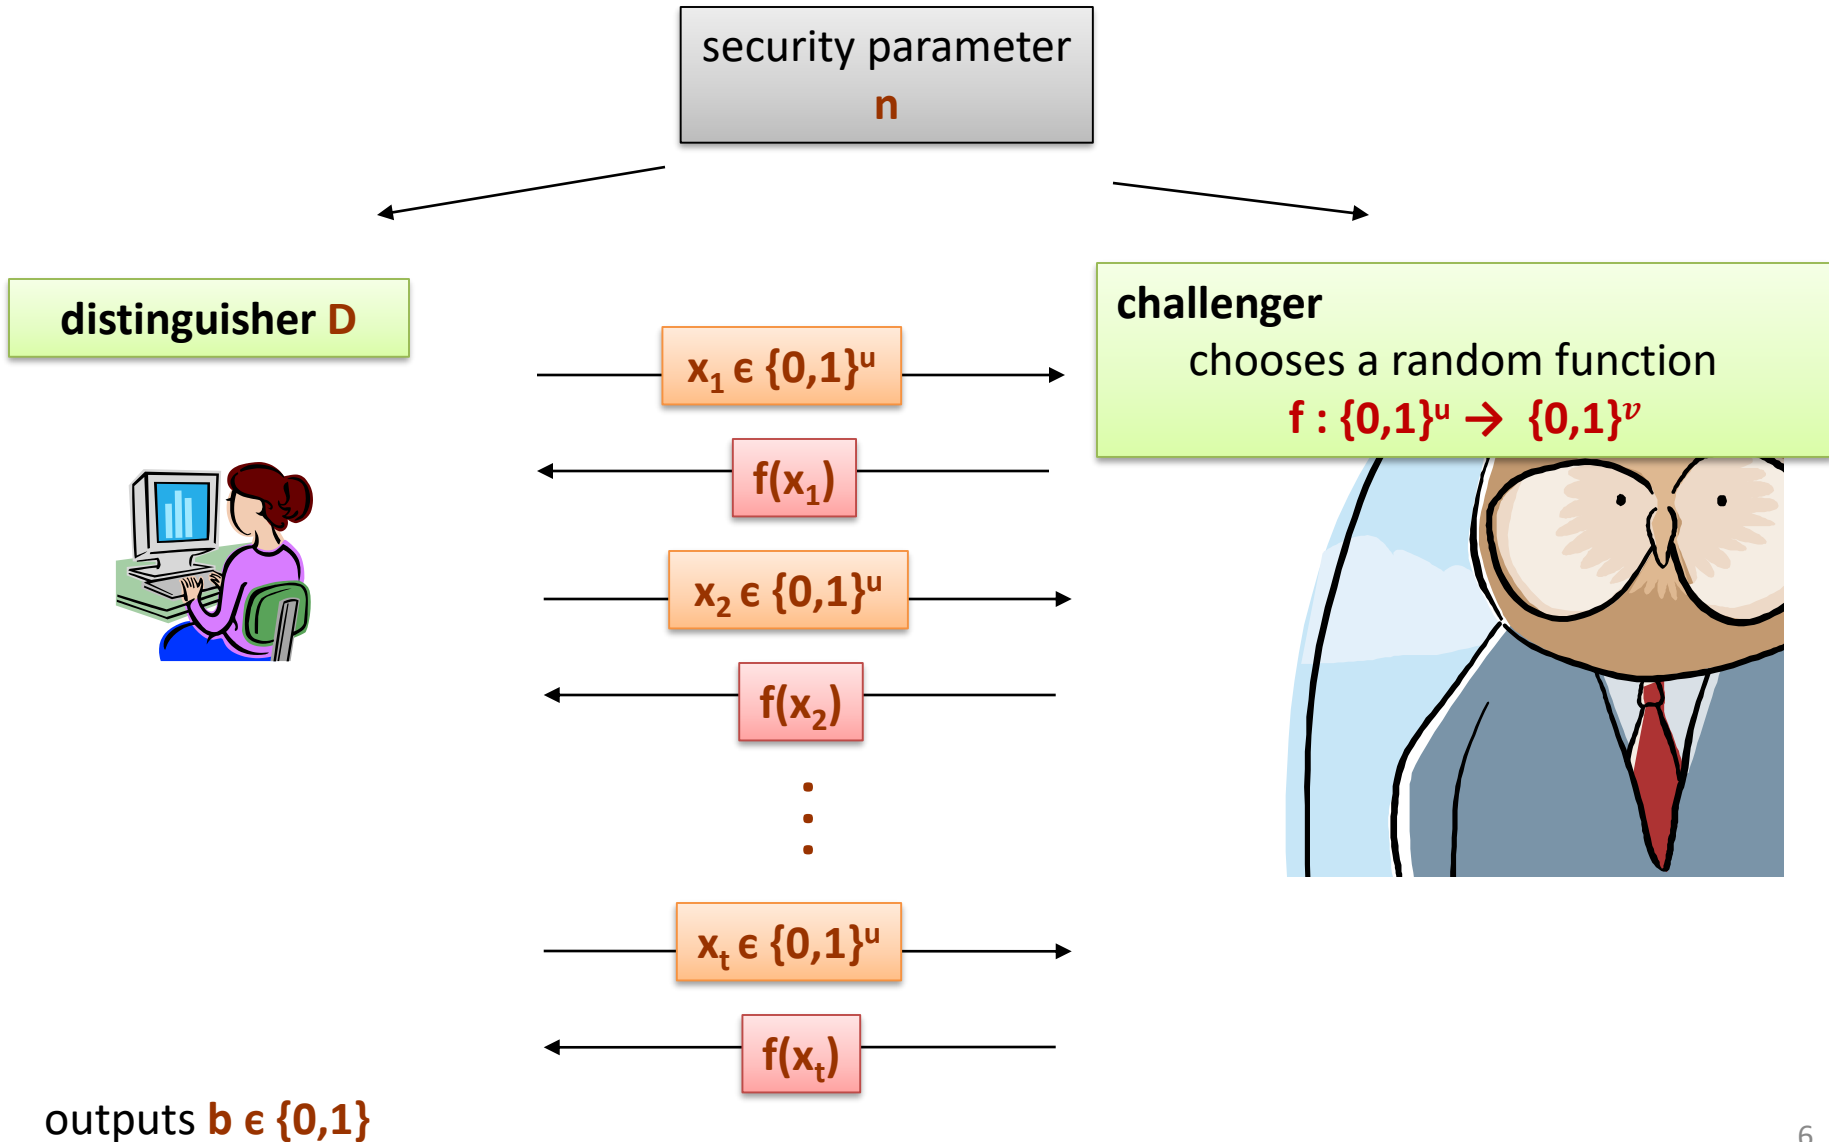 security parameter
n
distinguisher D
challenger
chooses a random function
f : {0,1}ᵘ → {0,1}ᵛ
x₁ є {0,1}ᵘ
f(x₁)
x₂ є {0,1}ᵘ
f(x₂)
xₜ є {0,1}ᵘ
f(xₜ)
outputs b є {0,1}
6